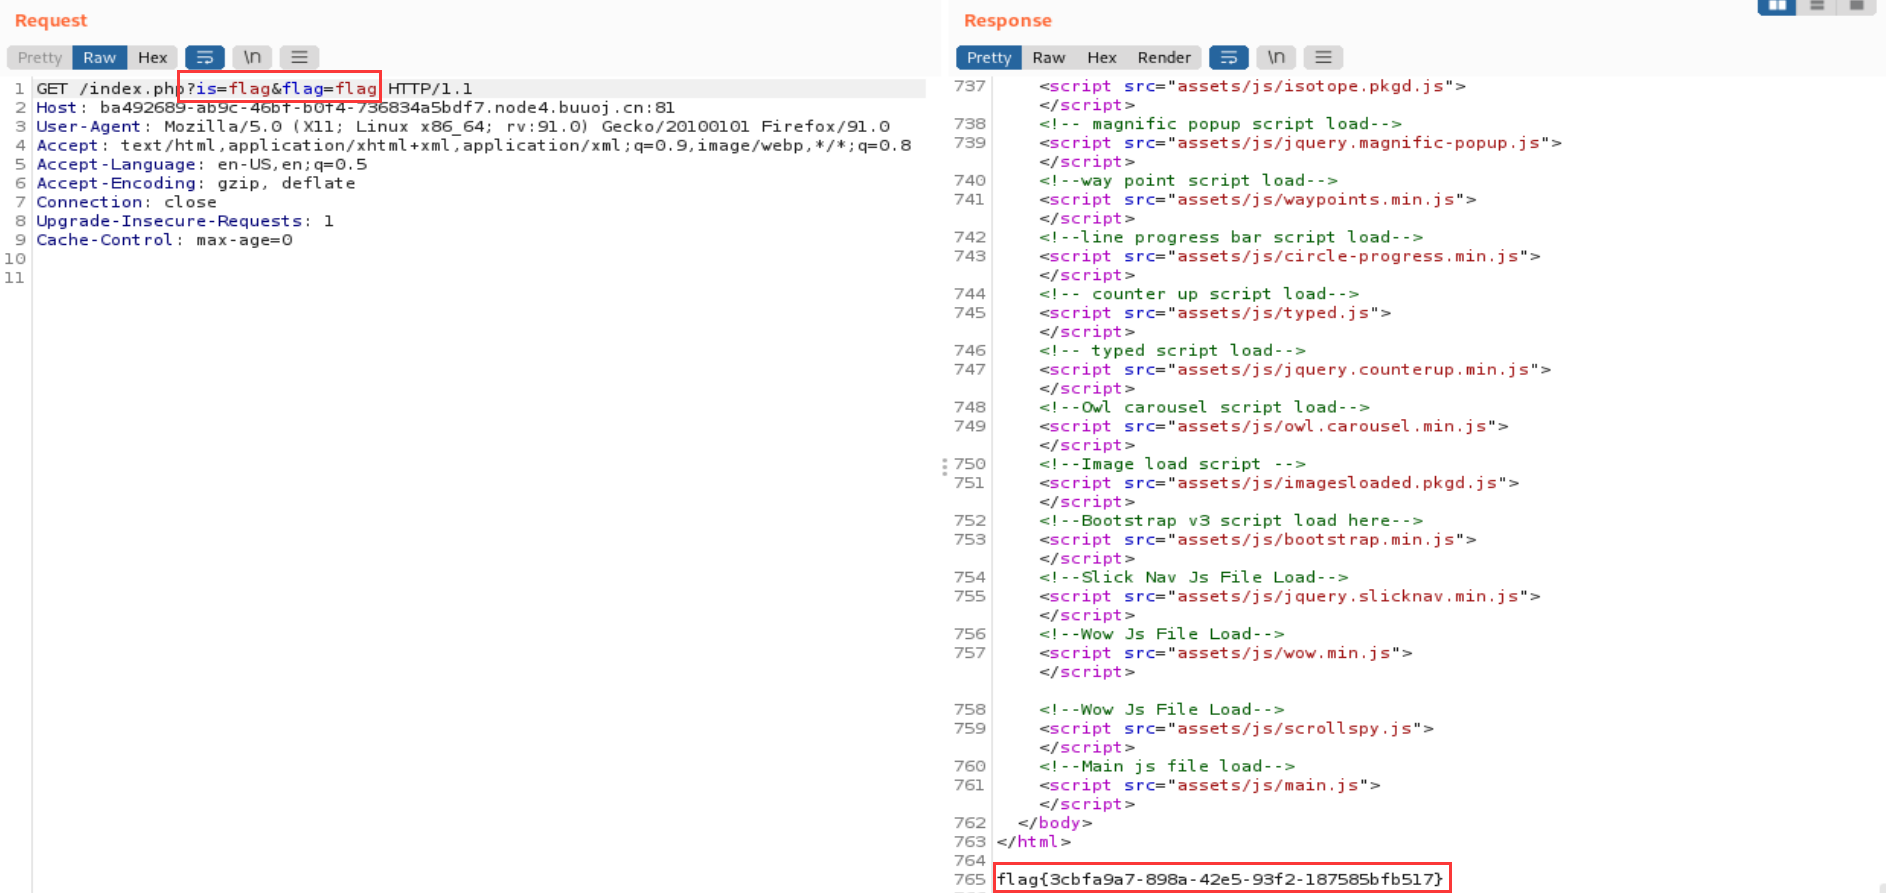 Request
Pretty Raw Hex \n
1 GET /index.php?is=flag&flag=flag HTTP/1.1
2 Host: ba492689-ab9c-46bf-b0f4-736834a5bdf7.node4.buuoj.cn:81
3 User-Agent: Mozilla/5.0 (X11; Linux x86_64; rv:91.0) Gecko/20100101 Firefox/91.0
4 Accept: text/html,application/xhtml+xml,application/xml;q=0.9,image/webp,*/*;q=0.8
5 Accept-Language: en-US,en;q=0.5
6 Accept-Encoding: gzip, deflate
7 Connection: close
8 Upgrade-Insecure-Requests: 1
9 Cache-Control: max-age=0
10
11
Response
Pretty Raw Hex Render \n
737 <script src="assets/js/isotope.pkgd.js">
</script>
738 <!-- magnific popup script load-->
739 <script src="assets/js/jquery.magnific-popup.js">
</script>
740 <!--way point script load-->
741 <script src="assets/js/waypoints.min.js">
</script>
742 <!--line progress bar script load-->
743 <script src="assets/js/circle-progress.min.js">
</script>
744 <!-- counter up script load-->
745 <script src="assets/js/typed.js">
</script>
746 <!-- typed script load-->
747 <script src="assets/js/jquery.counterup.min.js">
</script>
748 <!--Owl carousel script load-->
749 <script src="assets/js/owl.carousel.min.js">
</script>
750 <!--Image load script -->
751 <script src="assets/js/imagesloaded.pkgd.js">
</script>
752 <!--Bootstrap v3 script load here-->
753 <script src="assets/js/bootstrap.min.js">
</script>
754 <!--Slick Nav Js File Load-->
755 <script src="assets/js/jquery.slicknav.min.js">
</script>
756 <!--Wow Js File Load-->
757 <script src="assets/js/wow.min.js">
</script>
758 <!--Wow Js File Load-->
759 <script src="assets/js/scrollspy.js">
</script>
760 <!--Main js file load-->
761 <script src="assets/js/main.js">
</script>
762 </body>
763 </html>
764
765 flag{3cbfa9a7-898a-42e5-93f2-187585bfb517}